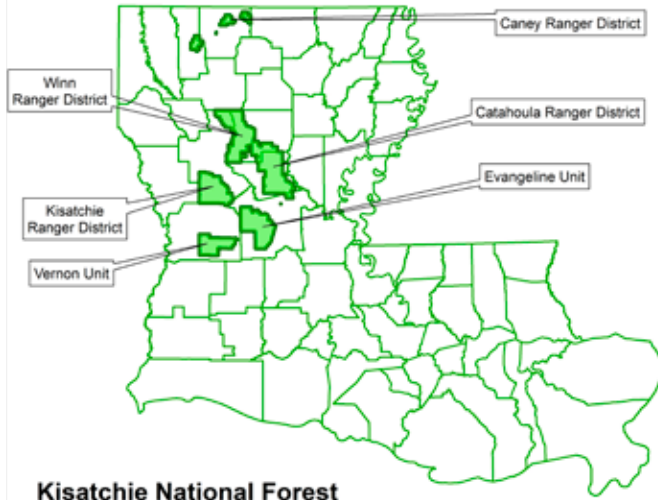 Caney Ranger District
Winn
Ranger District
Catahoula Ranger District
Evangeline Unit
Kisatchie
Ranger District
Vernon Unit
Kisatchie National Forest